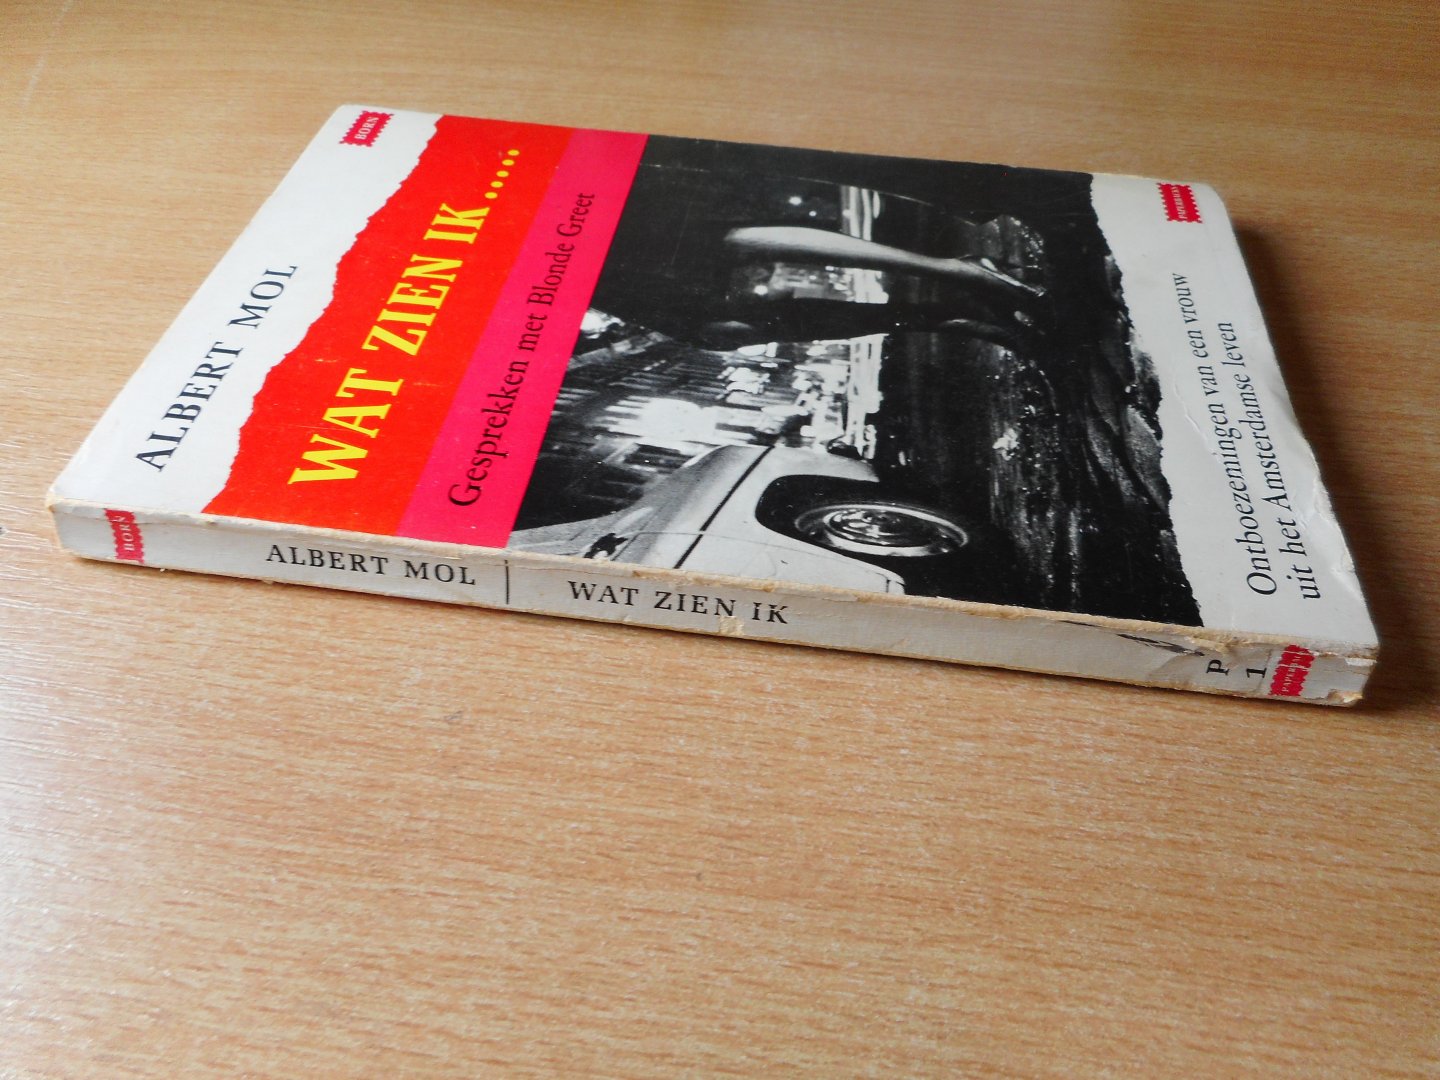 BORN
ALBERT MOL
WAT ZIEN IK.....
Gesprekken met Blonde Greet
PAPERBACK
Ontboezemingen van een vrouw
uit het Amsterdamse leven
BORN
ALBERT MOL | WAT ZIEN IK
P
1